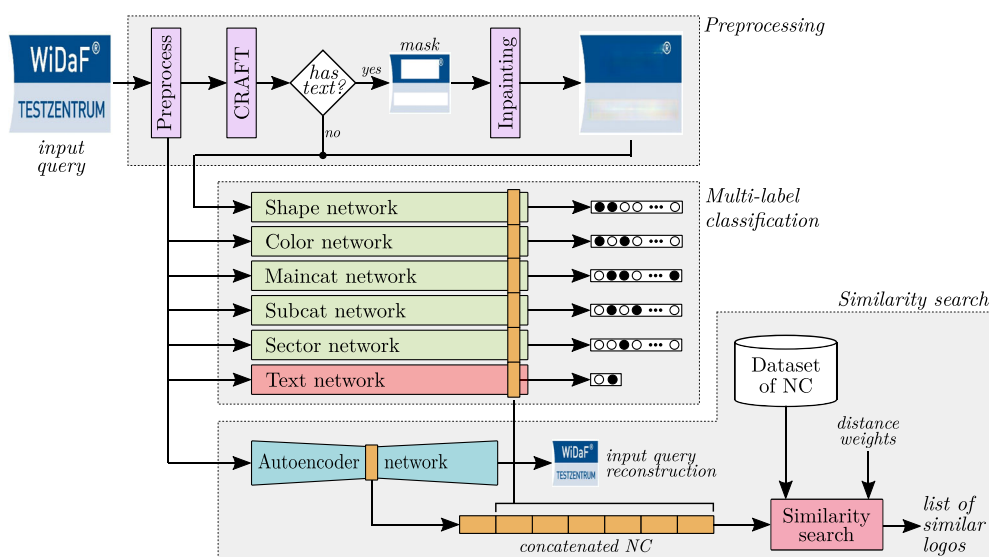 Preprocessing
WiDaF®
TESTZENTRUM
input
query
Preprocess
CRAFT
has
text?
yes
no
mask
Inpainting
®
Multi-label
classification
Shape network
Color network
Maincat network
Subcat network
Sector network
Text network
Similarity search
Dataset
of NC
distance
weights
Autoencoder network
WiDaF®
TESTZENTRUM
input query
reconstruction
concatenated NC
Similarity
search
list of
similar
logos